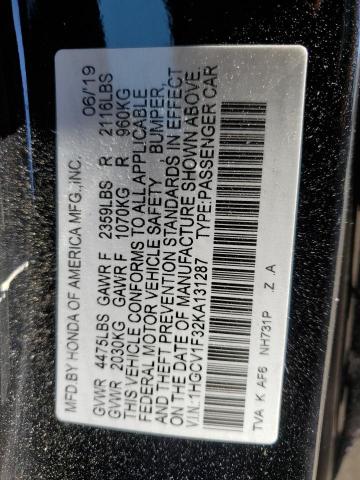 MFD.BY HONDA OF AMERICA MFG.,INC. 06/'19
GVWR 4475LBS GAWR F 2359LBS R 2116LBS
GVWR 2030KG GAWR F 1070KG R 960KG
THIS VEHICLE CONFORMS TO ALL APPLICABLE
FEDERAL MOTOR VEHICLE SAFETY , BUMPER,
AND THEFT PREVENTION STANDARDS IN EFFECT
ON THE DATE OF MANUFACTURE SHOWN ABOVE.
V.I.N.:1HGCV1F92KA131287 TYPE:PASSENGER CAR
TVA K AF6 NH731P .Z .A